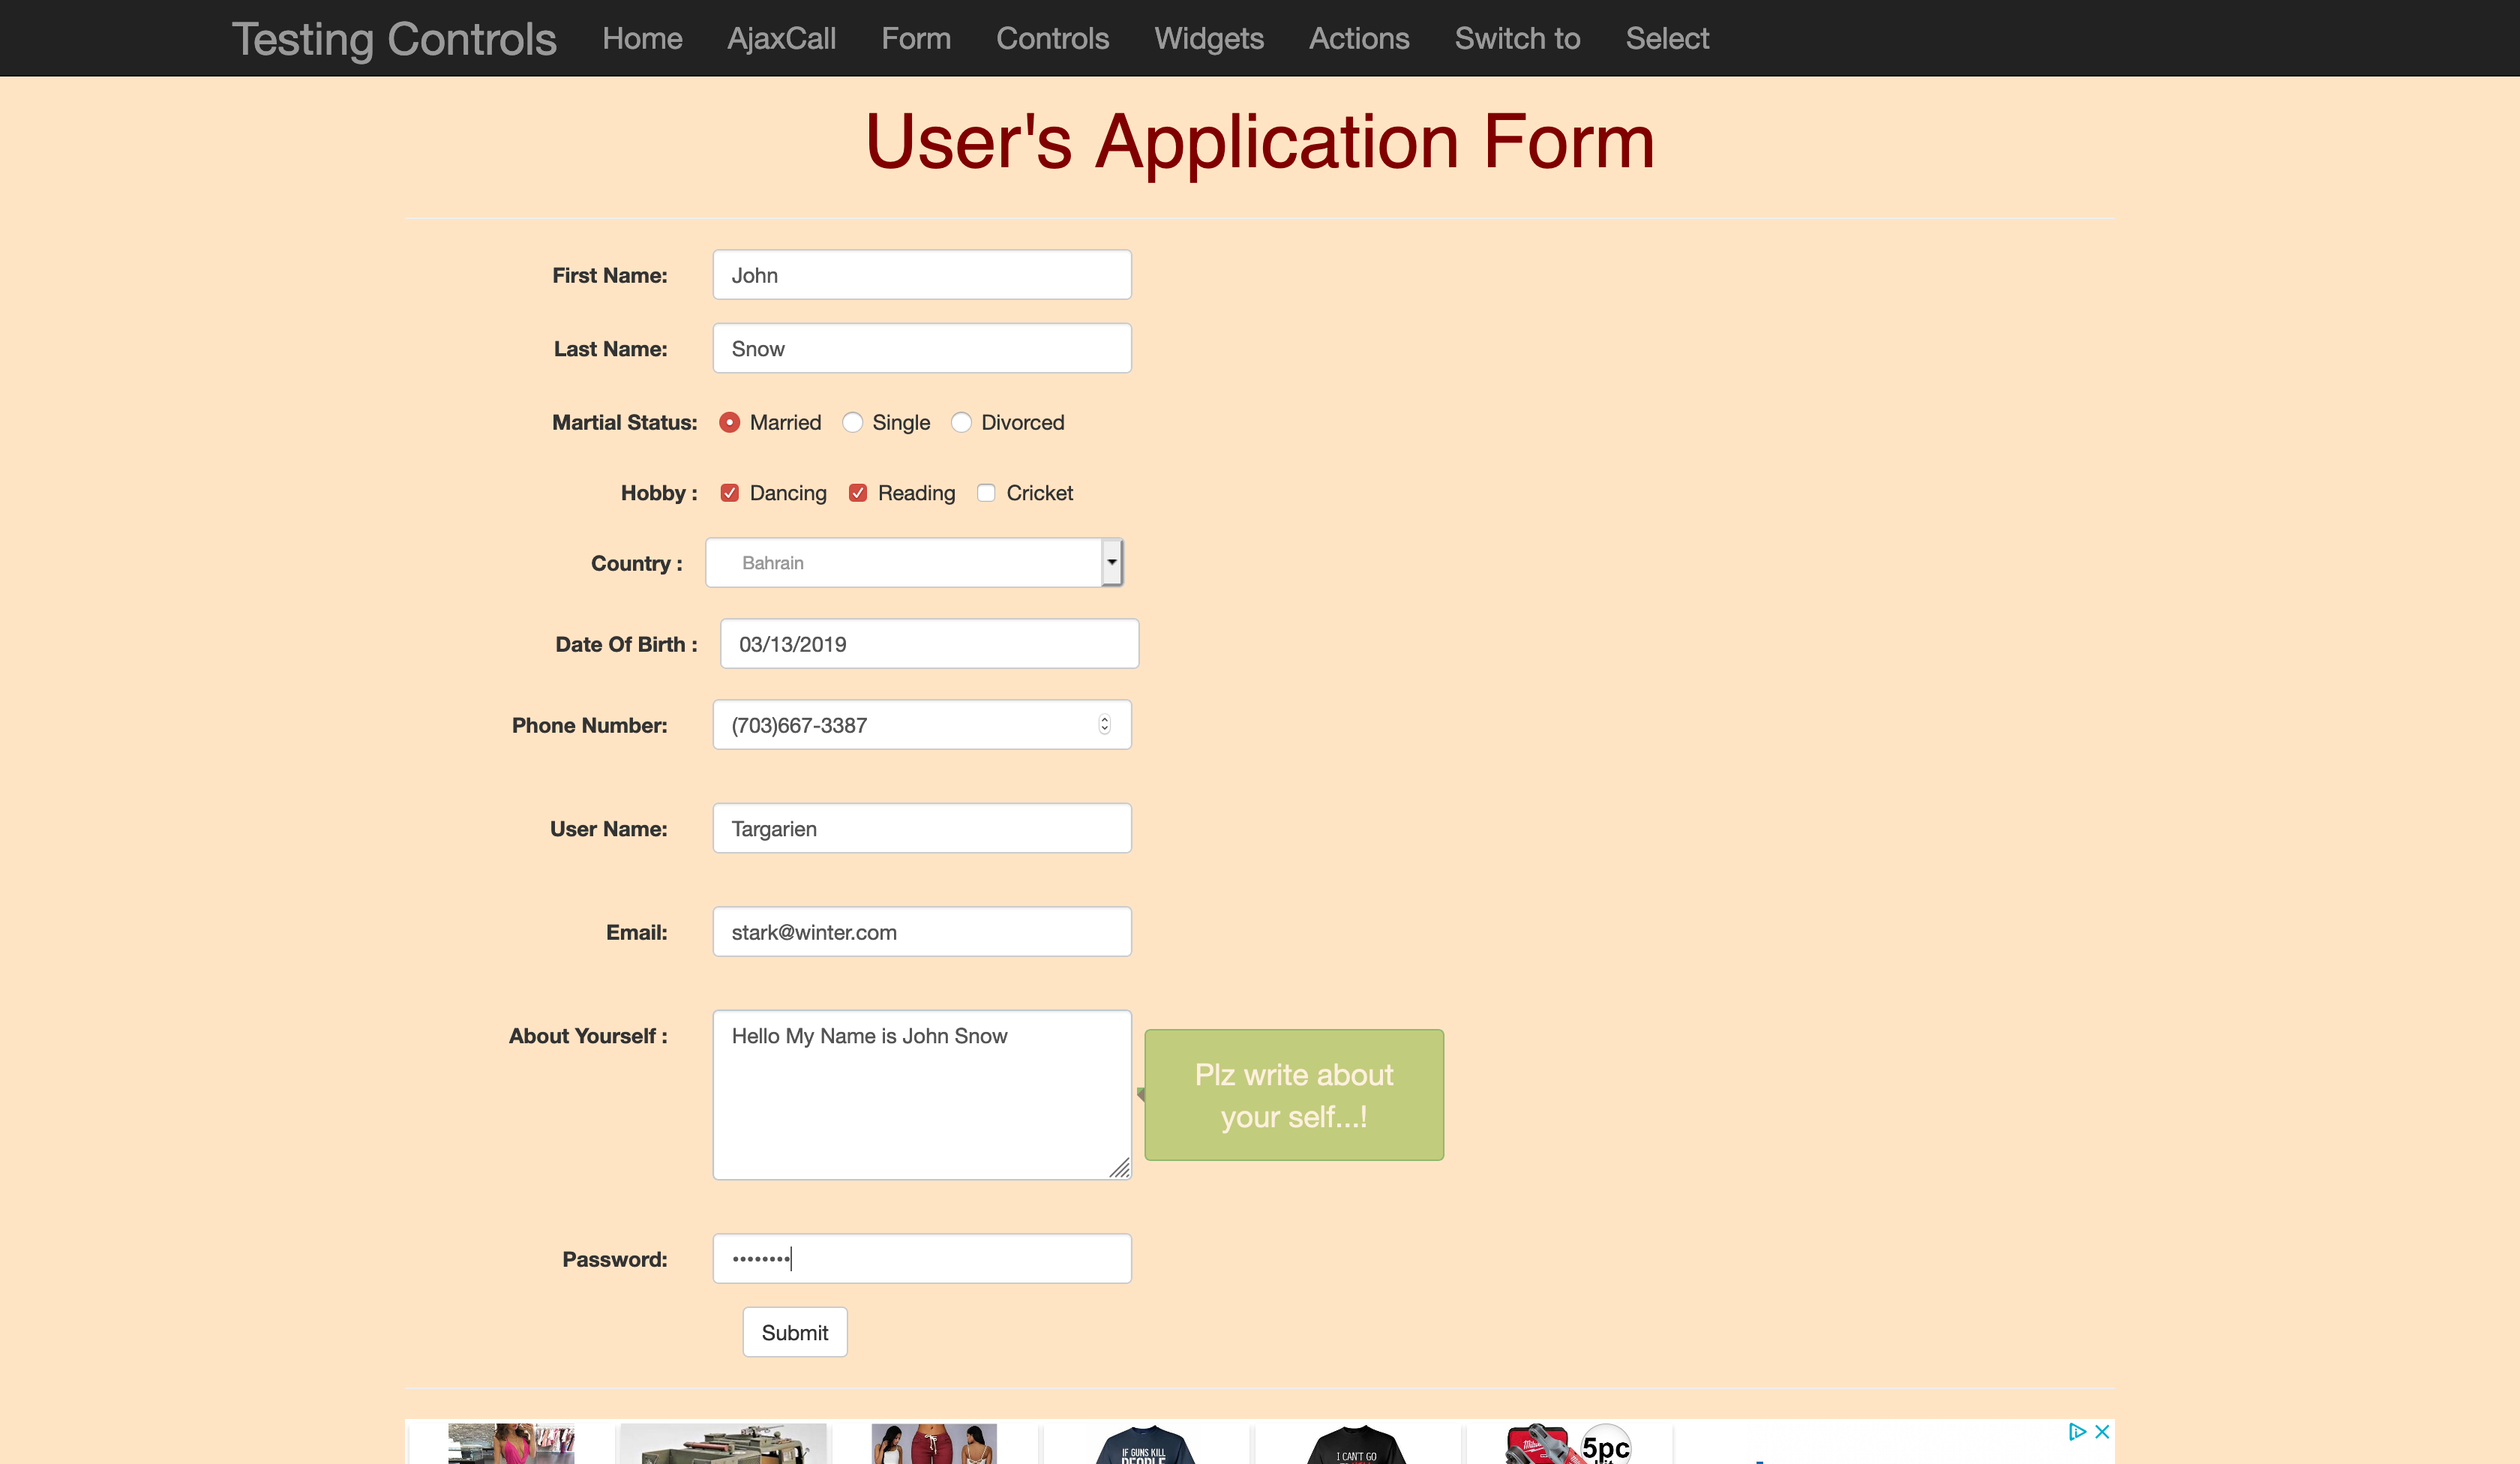 Testing Controls Home AjaxCall Form Controls Widgets Actions Switch to Select
User's Application Form
First Name: John
Last Name: Snow
Martial Status: Married Single Divorced
Hobby : Dancing Reading Cricket
Country : Bahrain
Date Of Birth : 03/13/2019
Phone Number: (703)667-3387
User Name: Targarien
Email: stark@winter.com
About Yourself : Hello My Name is John Snow
Plz write about
your self...!
Password: ••••••••
Submit
IF GUNS KILL
PEOPLE
I CAN'T GO
Milwaukee
5pc